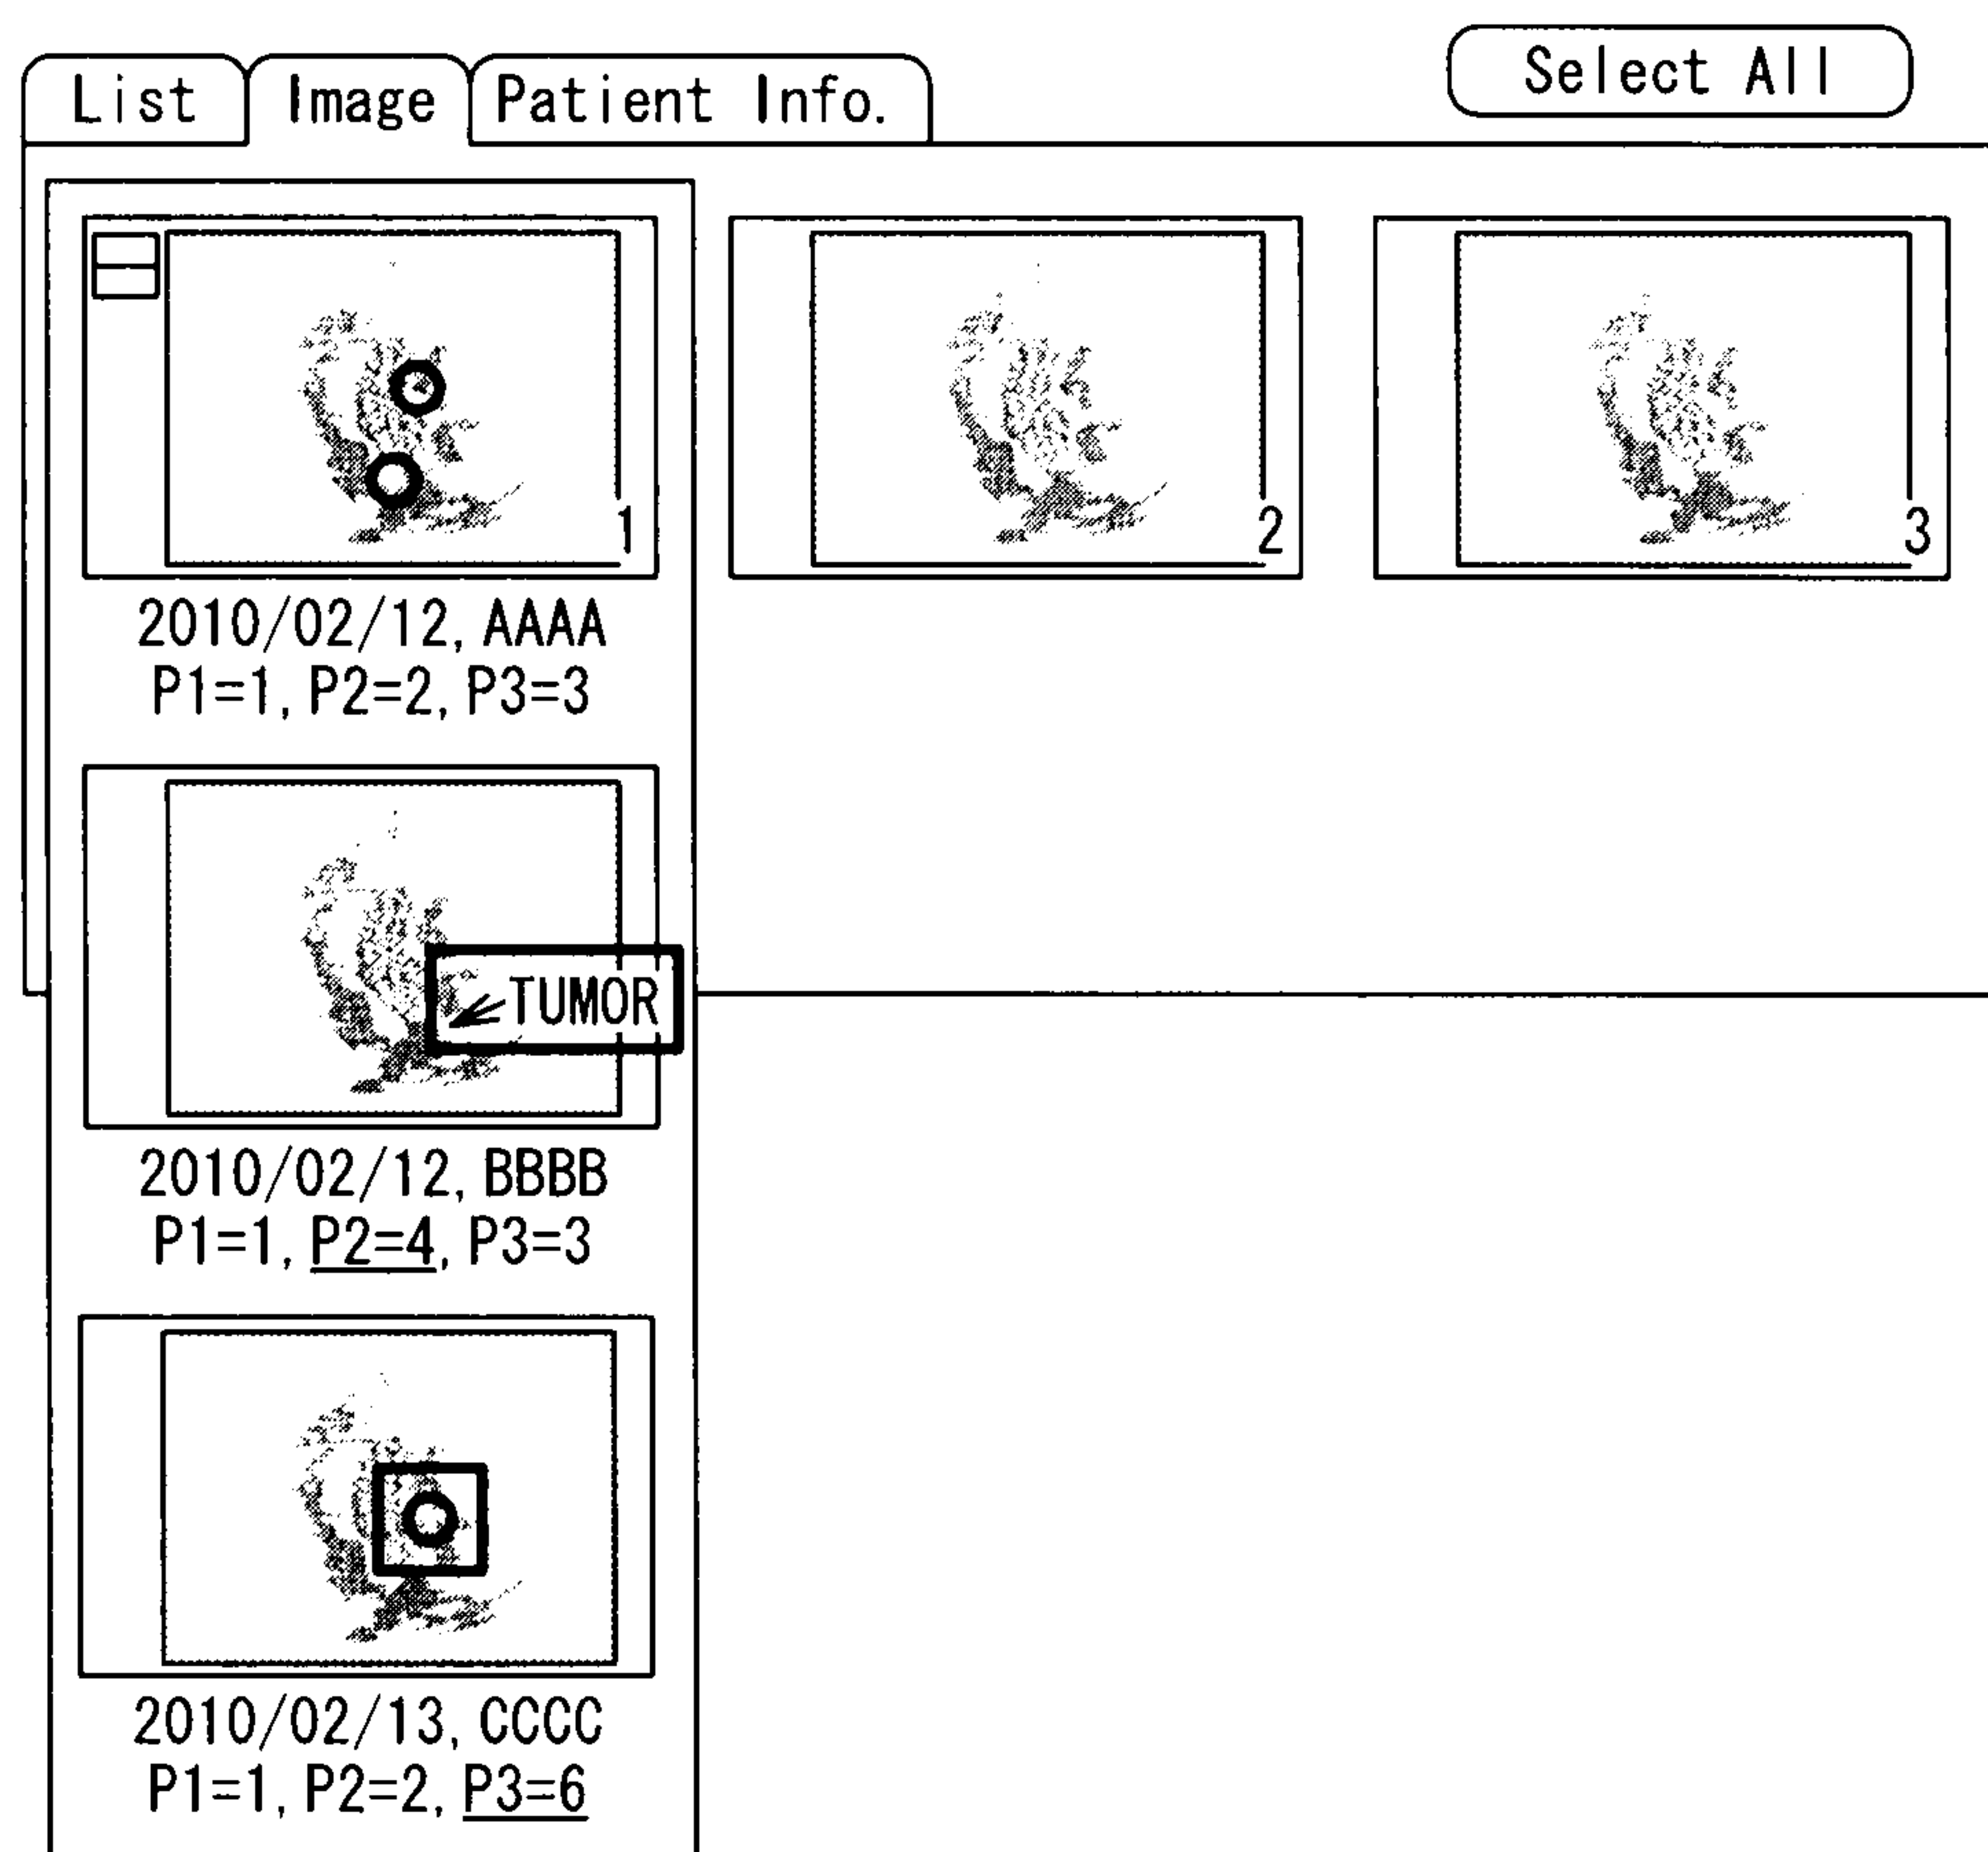 List Image Patient Info. Select All
1 2 3
2010/02/12, AAAA
P1=1, P2=2, P3=3
TUMOR
2010/02/12, BBBB
P1=1, P2=4, P3=3
2010/02/13, CCCC
P1=1, P2=2, P3=6